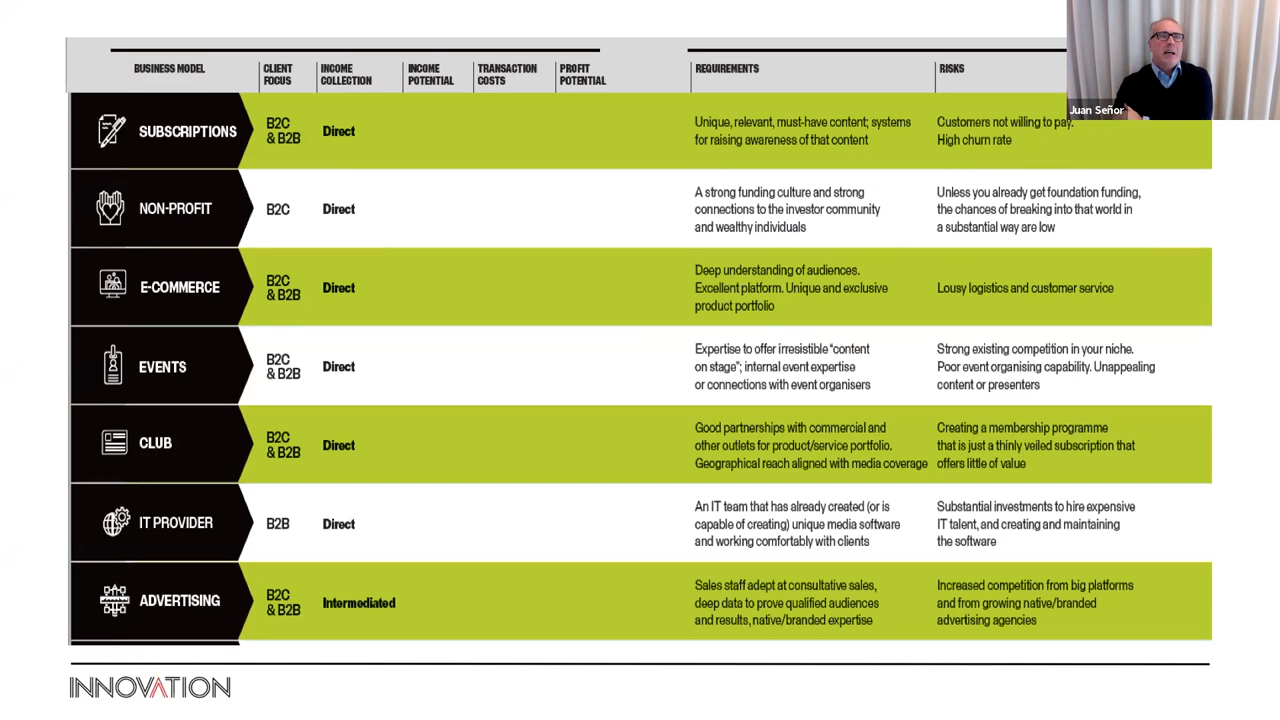 BUSINESS MODEL
CLIENT
FOCUS
INCOME
COLLECTION
INCOME
POTENTIAL
TRANSACTION
COSTS
PROFIT
POTENTIAL
REQUIREMENTS
RISKS
Juan Señor
SUBSCRIPTIONS
B2C
& B2B
Direct
Unique, relevant, must-have content; systems
for raising awareness of that content
Customers not willing to pay.
High churn rate
NON-PROFIT
B2C
Direct
A strong funding culture and strong
connections to the investor community
and wealthy individuals
Unless you already get foundation funding,
the chances of breaking into that world in
a substantial way are low
E-COMMERCE
B2C
& B2B
Direct
Deep understanding of audiences.
Excellent platform. Unique and exclusive
product portfolio
Lousy logistics and customer service
EVENTS
B2C
& B2B
Direct
Expertise to offer irresistible “content
on stage”; internal event expertise
or connections with event organisers
Strong existing competition in your niche.
Poor event organising capability. Unappealing
content or presenters
CLUB
B2C
& B2B
Direct
Good partnerships with commercial and
other outlets for product/service portfolio.
Geographical reach aligned with media coverage
Creating a membership programme
that is just a thinly veiled subscription that
offers little of value
IT PROVIDER
B2B
Direct
An IT team that has already created (or is
capable of creating) unique media software
and working comfortably with clients
Substantial investments to hire expensive
IT talent, and creating and maintaining
the software
ADVERTISING
B2C
& B2B
Intermediated
Sales staff adept at consultative sales,
deep data to prove qualified audiences
and results, native/branded expertise
Increased competition from big platforms
and from growing native/branded
advertising agencies
INNOVATION